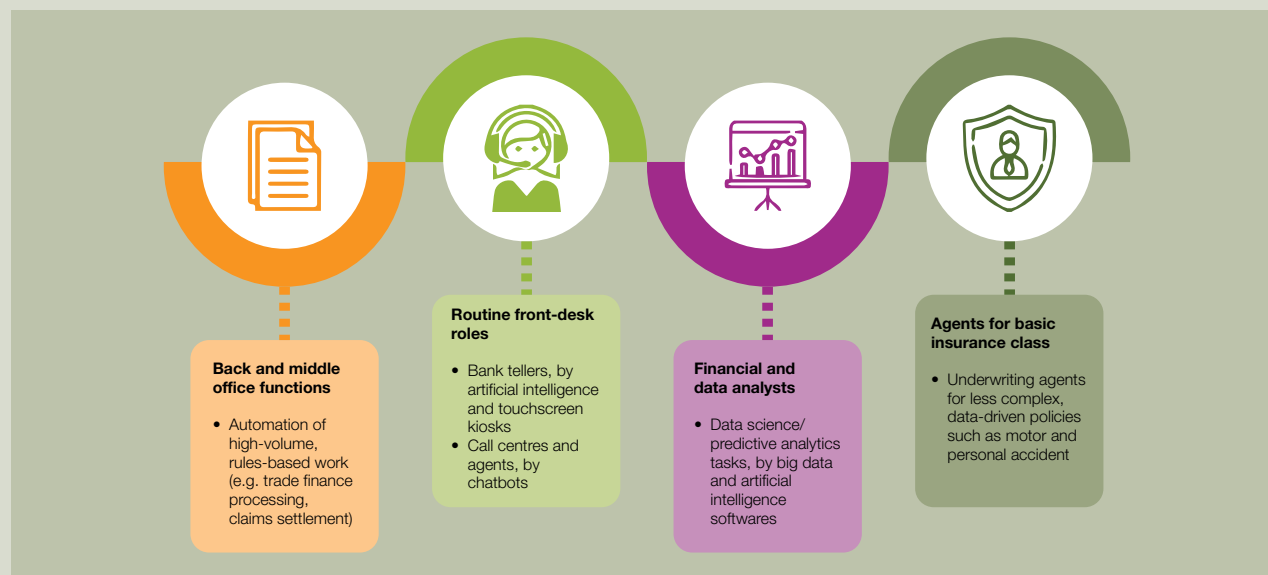 Back and middle
office functions
• Automation of
high-volume,
rules-based work
(e.g. trade finance
processing,
claims settlement)
Routine front-desk
roles
• Bank tellers, by
artificial intelligence
and touchscreen
kiosks
• Call centres and
agents, by
chatbots
Financial and
data analysts
• Data science/
predictive analytics
tasks, by big data
and artificial
intelligence
softwares
Agents for basic
insurance class
• Underwriting agents
for less complex,
data-driven policies
such as motor and
personal accident